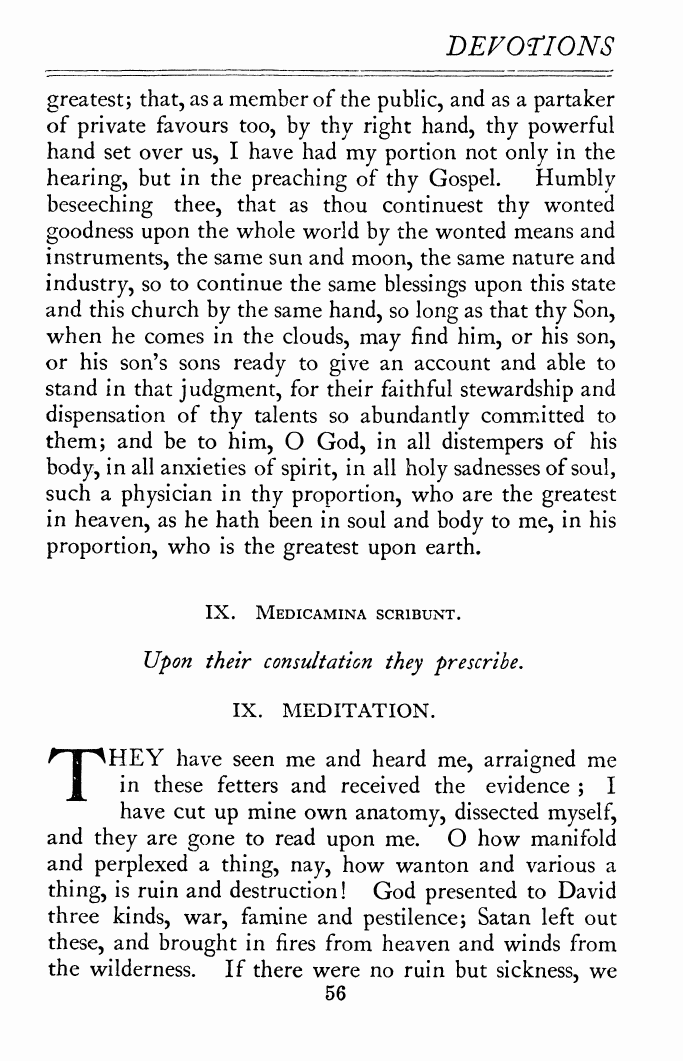 DEVOTIONS
greatest; that, as a member of the public, and as a partaker
of private favours too, by thy right hand, thy powerful
hand set over us, I have had my portion not only in the
hearing, but in the preaching of thy Gospel. Humbly
beseeching thee, that as thou continuest thy wonted
goodness upon the whole world by the wonted means and
instruments, the same sun and moon, the same nature and
industry, so to continue the same blessings upon this state
and this church by the same hand, so long as that thy Son,
when he comes in the clouds, may find him, or his son,
or his son's sons ready to give an account and able to
stand in that judgment, for their faithful stewardship and
dispensation of thy talents so abundantly committed to
them; and be to him, O God, in all distempers of his
body, in all anxieties of spirit, in all holy sadnesses of soul,
such a physician in thy proportion, who are the greatest
in heaven, as he hath been in soul and body to me, in his
proportion, who is the greatest upon earth.
IX. MEDICAMINA SCRIBUNT.
Upon their consultation they prescribe.
IX. MEDITATION.
THEY have seen me and heard me, arraigned me
in these fetters and received the evidence ; I
have cut up mine own anatomy, dissected myself,
and they are gone to read upon me. O how manifold
and perplexed a thing, nay, how wanton and various a
thing, is ruin and destruction! God presented to David
three kinds, war, famine and pestilence; Satan left out
these, and brought in fires from heaven and winds from
the wilderness. If there were no ruin but sickness, we
56